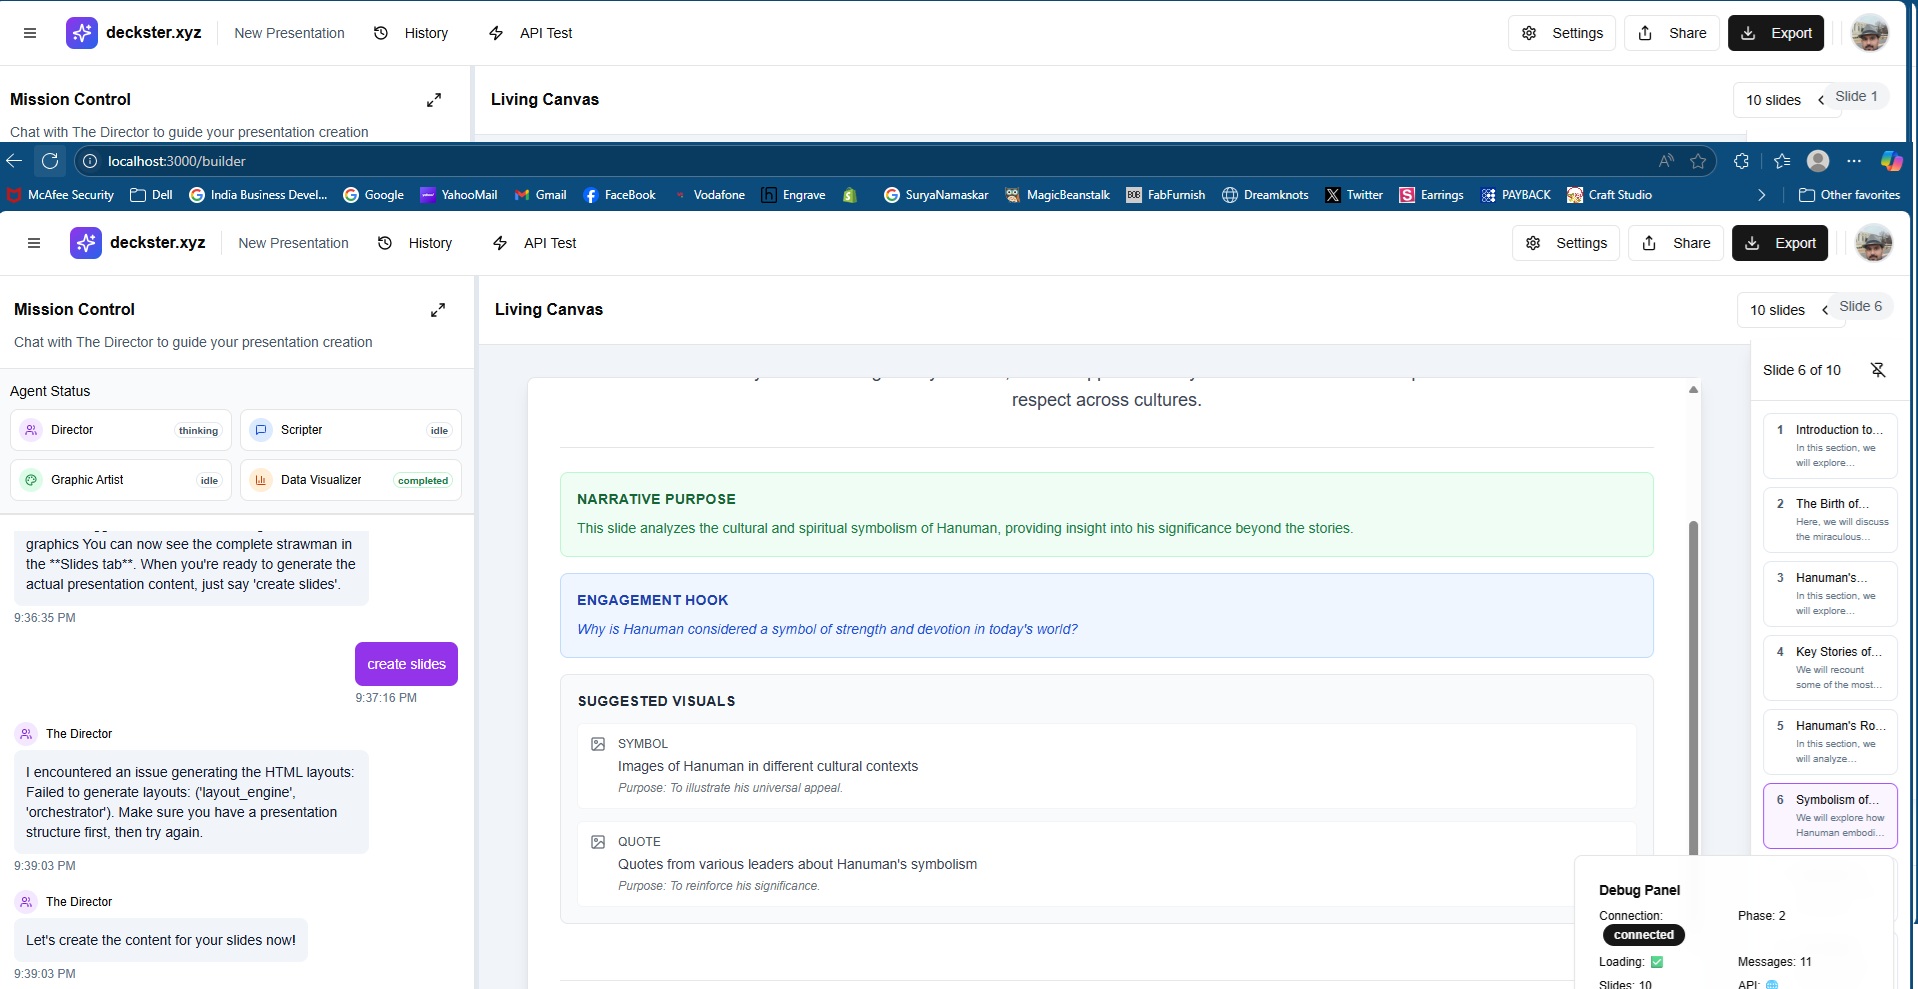 deckster.xyz New Presentation History API Test Settings Share Export
Mission Control
Chat with The Director to guide your presentation creation
Living Canvas
10 slides Slide 1
localhost:3000/builder
McAfee Security Dell India Business Devel... Google YahooMail Gmail FaceBook Vodafone Engrave SuryaNamaskar MagicBeanstalk FabFurnish Dreamknots Twitter Earrings PAYBACK Craft Studio Other favorites
deckster.xyz New Presentation History API Test Settings Share Export
Mission Control
Chat with The Director to guide your presentation creation
Agent Status
Director thinking
Scripter idle
Graphic Artist idle
Data Visualizer completed
graphics You can now see the complete strawman in
the **Slides tab**. When you're ready to generate the
actual presentation content, just say 'create slides'.
9:36:35 PM
create slides
9:37:16 PM
The Director
I encountered an issue generating the HTML layouts:
Failed to generate layouts: ('layout_engine',
'orchestrator'). Make sure you have a presentation
structure first, then try again.
9:39:03 PM
The Director
Let's create the content for your slides now!
9:39:03 PM
Living Canvas
10 slides Slide 6
respect across cultures.
NARRATIVE PURPOSE
This slide analyzes the cultural and spiritual symbolism of Hanuman, providing insight into his significance beyond the stories.
ENGAGEMENT HOOK
Why is Hanuman considered a symbol of strength and devotion in today's world?
SUGGESTED VISUALS
SYMBOL
Images of Hanuman in different cultural contexts
Purpose: To illustrate his universal appeal.
QUOTE
Quotes from various leaders about Hanuman's symbolism
Purpose: To reinforce his significance.
Slide 6 of 10
1 Introduction to...
In this section, we
will explore...
2 The Birth of...
Here, we will discuss
the miraculous...
3 Hanuman's...
In this section, we
will explore...
4 Key Stories of...
We will recount
some of the most...
5 Hanuman's Ro...
In this section, we
will analyze...
6 Symbolism of...
We will explore how
Hanuman embodi...
Debug Panel
Connection: Phase: 2
connected
Loading: ✅ Messages: 11
Slides: 10 API: 🌐